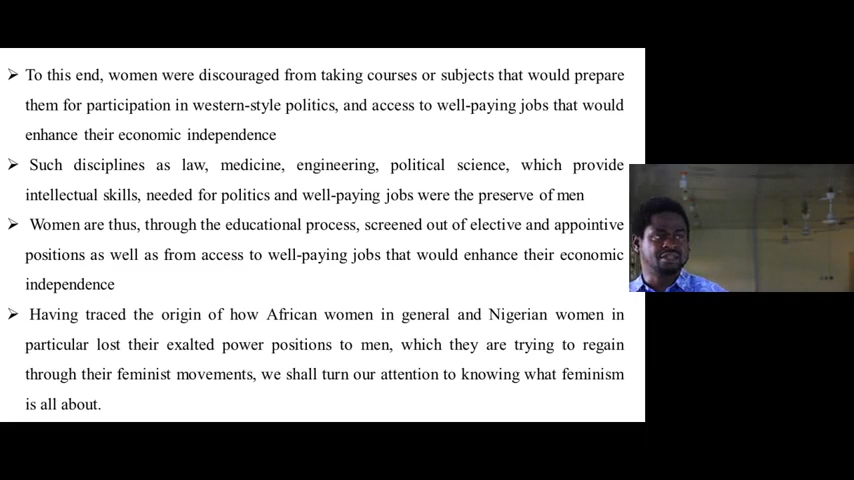 ➢ To this end, women were discouraged from taking courses or subjects that would prepare
them for participation in western-style politics, and access to well-paying jobs that would
enhance their economic independence
➢ Such disciplines as law, medicine, engineering, political science, which provide
intellectual skills, needed for politics and well-paying jobs were the preserve of men
➢ Women are thus, through the educational process, screened out of elective and appointive
positions as well as from access to well-paying jobs that would enhance their economic
independence
➢ Having traced the origin of how African women in general and Nigerian women in
particular lost their exalted power positions to men, which they are trying to regain
through their feminist movements, we shall turn our attention to knowing what feminism
is all about.